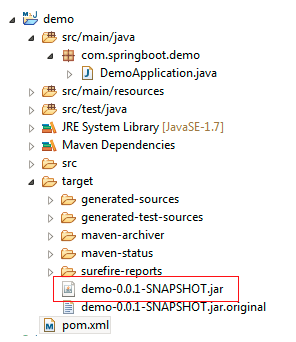 demo
src/main/java
com.springboot.demo
DemoApplication.java
src/main/resources
src/test/java
JRE System Library [JavaSE-1.7]
Maven Dependencies
src
target
generated-sources
generated-test-sources
maven-archiver
maven-status
surefire-reports
demo-0.0.1-SNAPSHOT.jar
demo-0.0.1-SNAPSHOT.jar.original
pom.xml